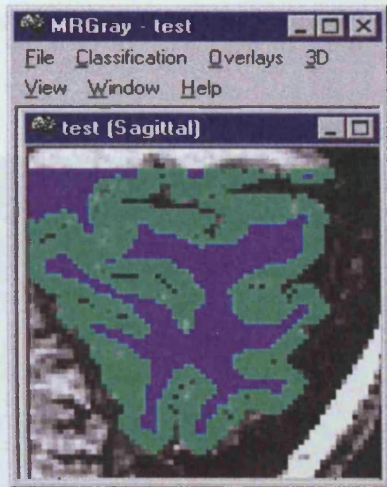 MRGray - test
File Classification Overlays 3D
View Window Help
test (Sagittal)